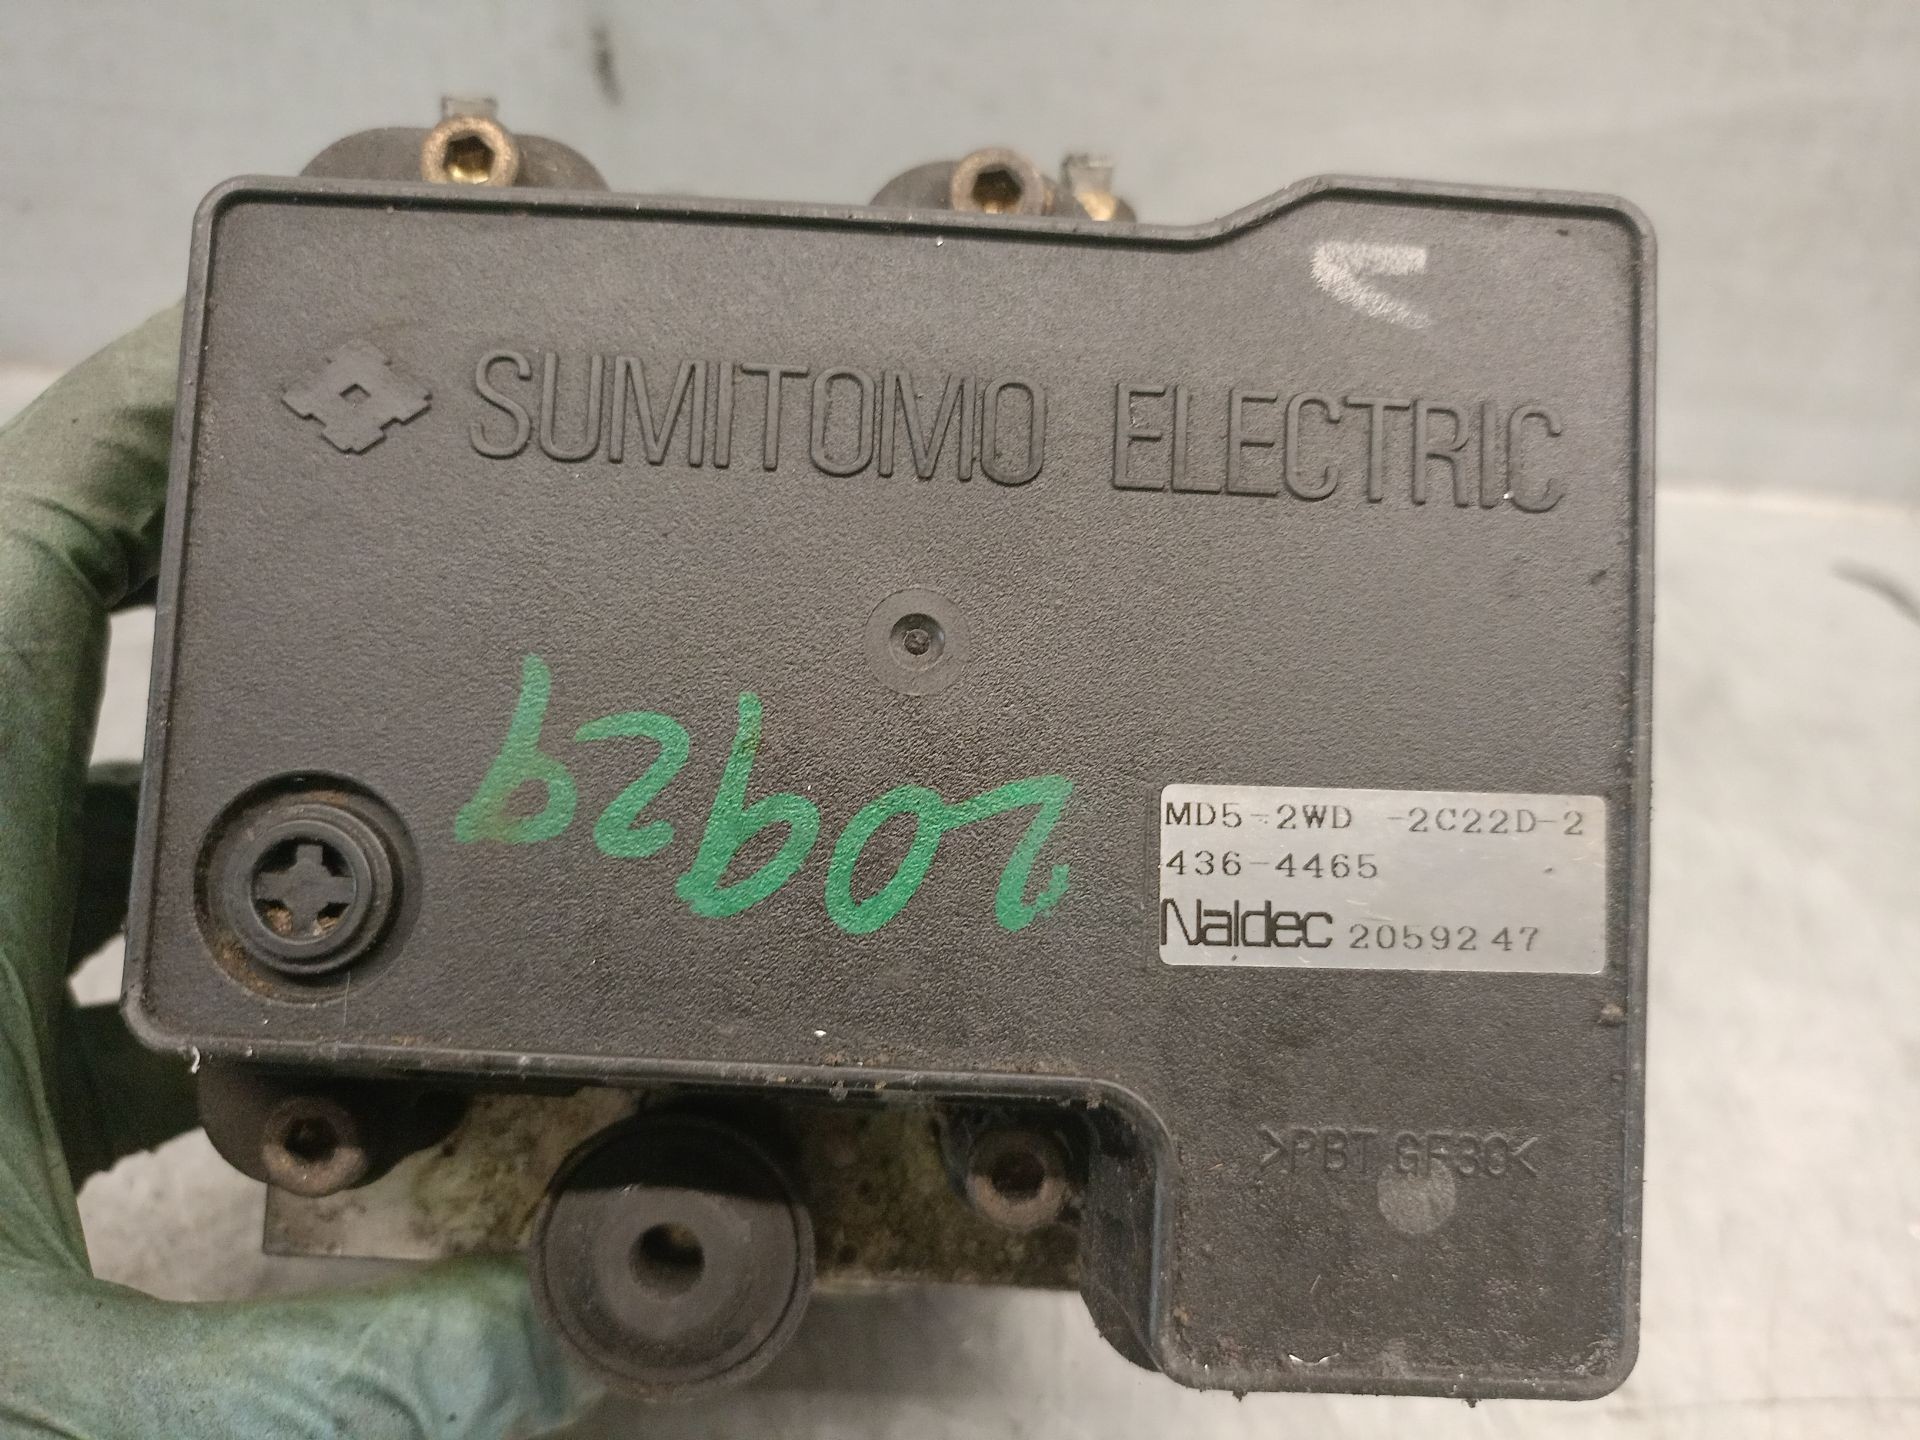 SUMITOMO ELECTRIC
20929
MD5-2WD -2C22D-2
436-4465
Naldec 2059247
>PBT GF30<